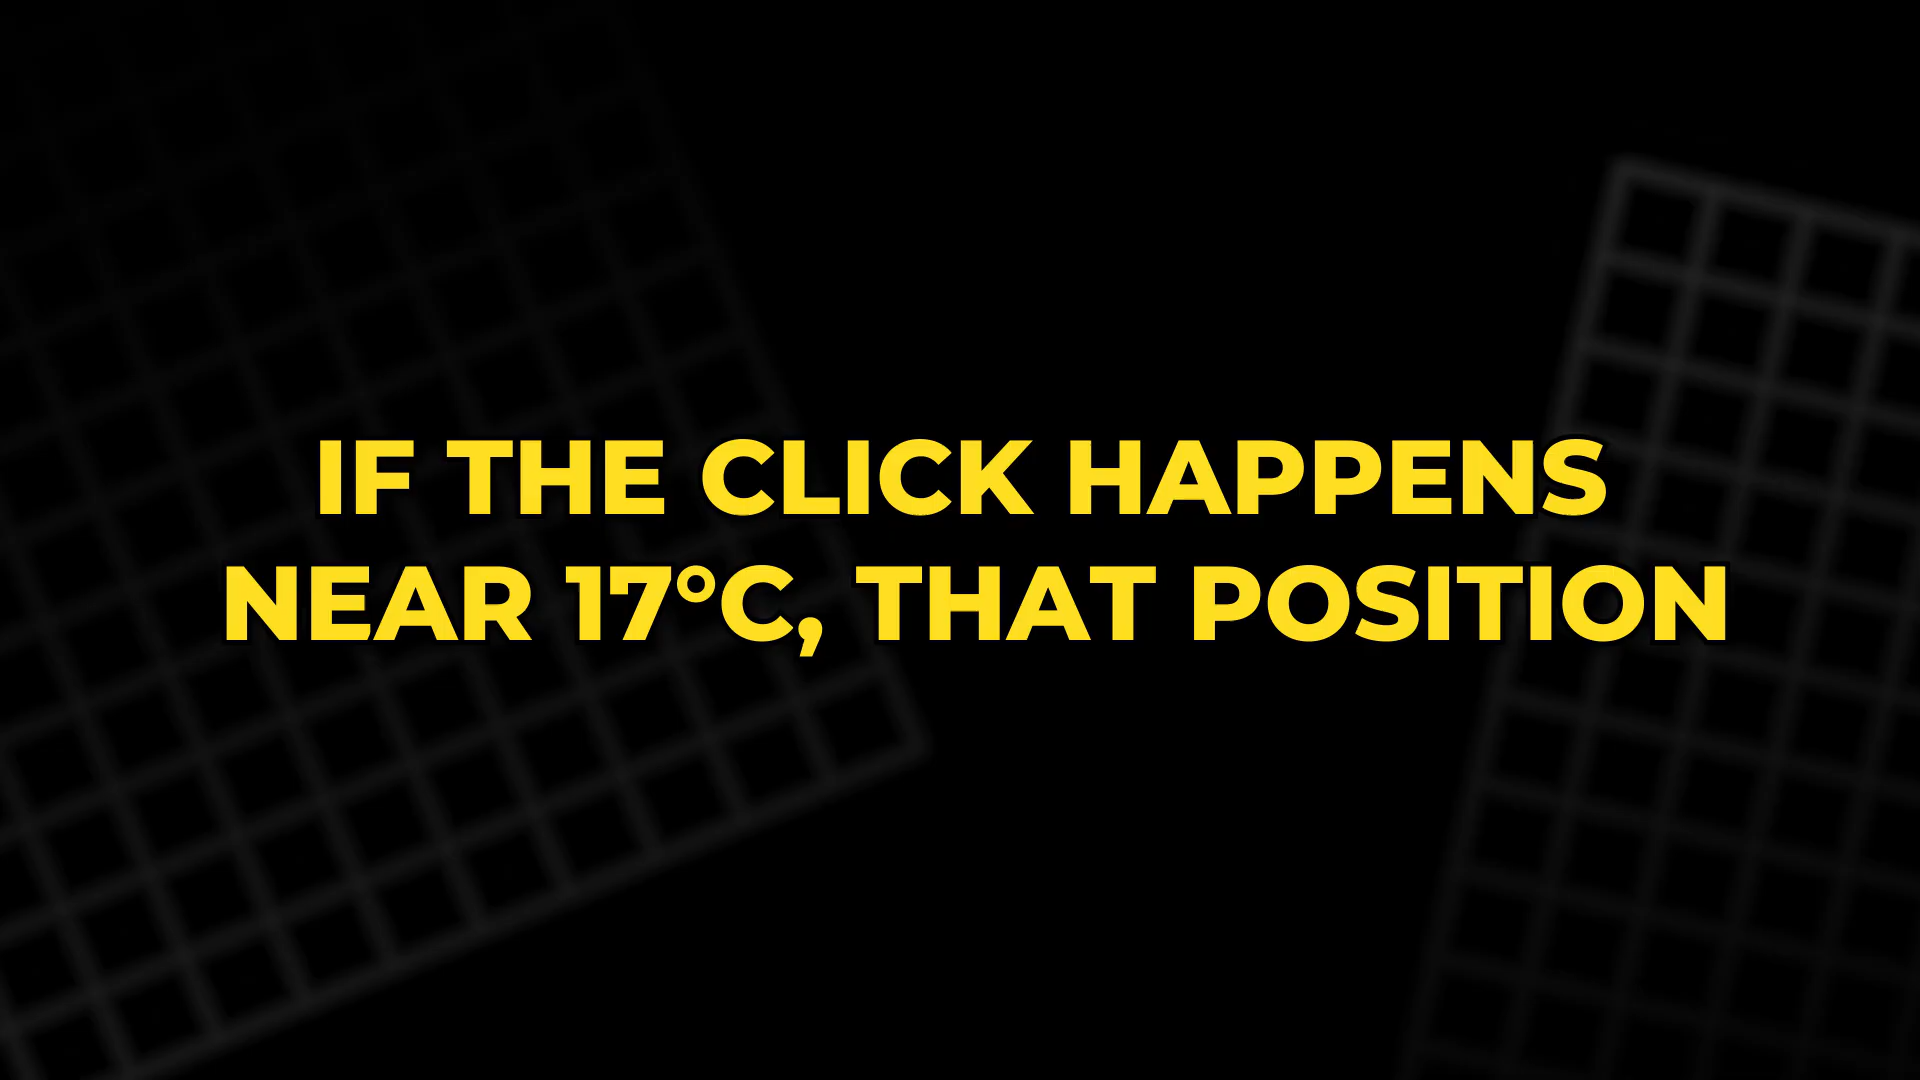 IF THE CLICK HAPPENS
NEAR 17°C, THAT POSITION